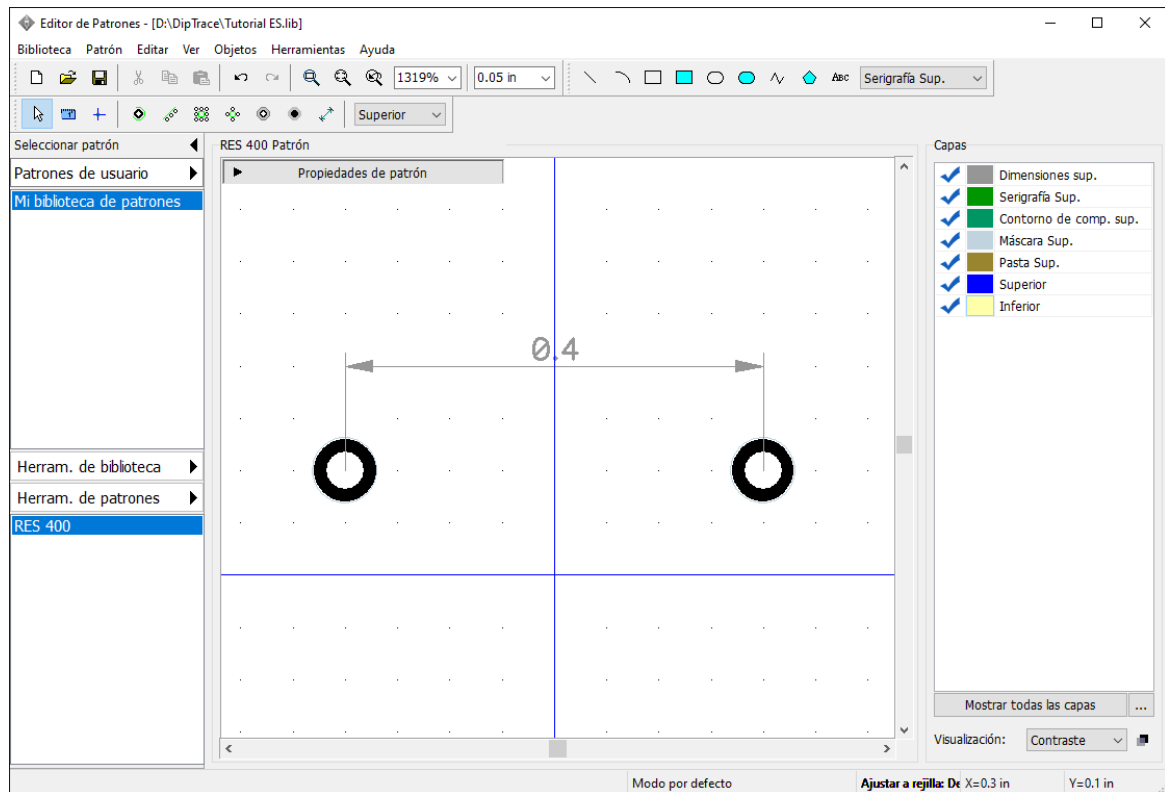 Editor de Patrones - [D:\DipTrace\Tutorial ES.lib]
Biblioteca Patrón Editar Ver Objetos Herramientas Ayuda
1319% 0.05 in ABC Serigrafía Sup.
Superior
Seleccionar patrón
Patrones de usuario
Mi biblioteca de patrones
Herram. de biblioteca
Herram. de patrones
RES 400
RES 400 Patrón
Propiedades de patrón
0.4
Capas
Dimensiones sup.
Serigrafía Sup.
Contorno de comp. sup.
Máscara Sup.
Pasta Sup.
Superior
Inferior
Mostrar todas las capas ...
Visualización: Contraste
Modo por defecto Ajustar a rejilla: De X=0.3 in Y=0.1 in